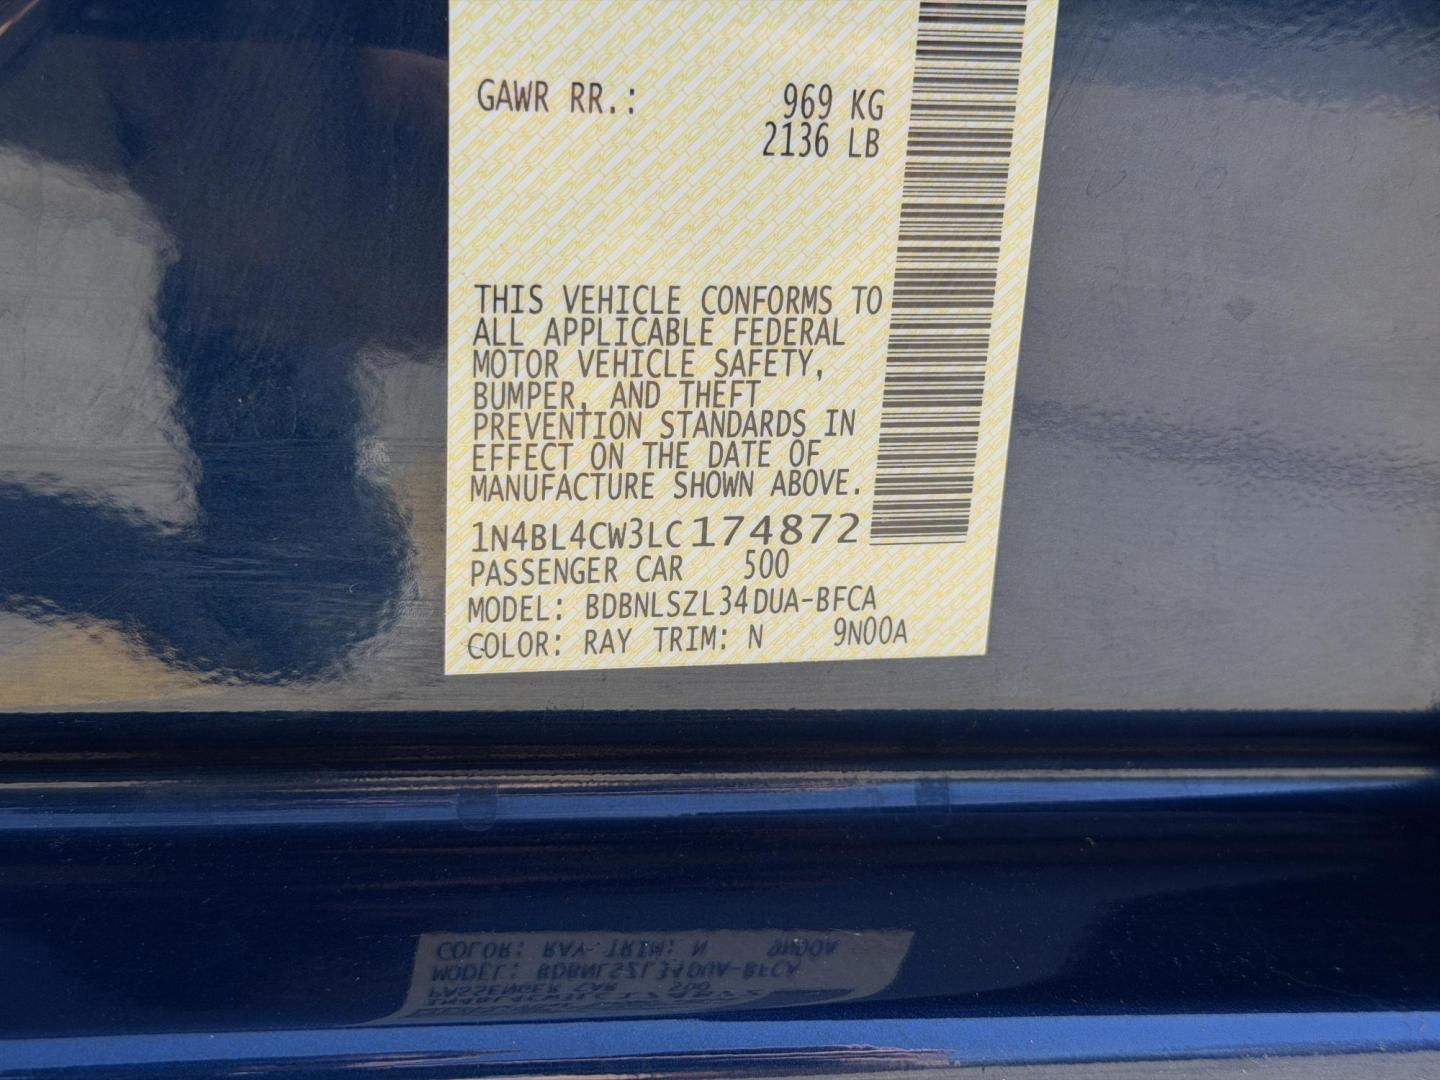 GAWR RR.: 969 KG
2136 LB
THIS VEHICLE CONFORMS TO
ALL APPLICABLE FEDERAL
MOTOR VEHICLE SAFETY,
BUMPER, AND THEFT
PREVENTION STANDARDS IN
EFFECT ON THE DATE OF
MANUFACTURE SHOWN ABOVE.
1N4BL4CW3LC174872
PASSENGER CAR 500
MODEL: BDBNLSZL34DUA-BFCA
COLOR: RAY TRIM: N 9N00A